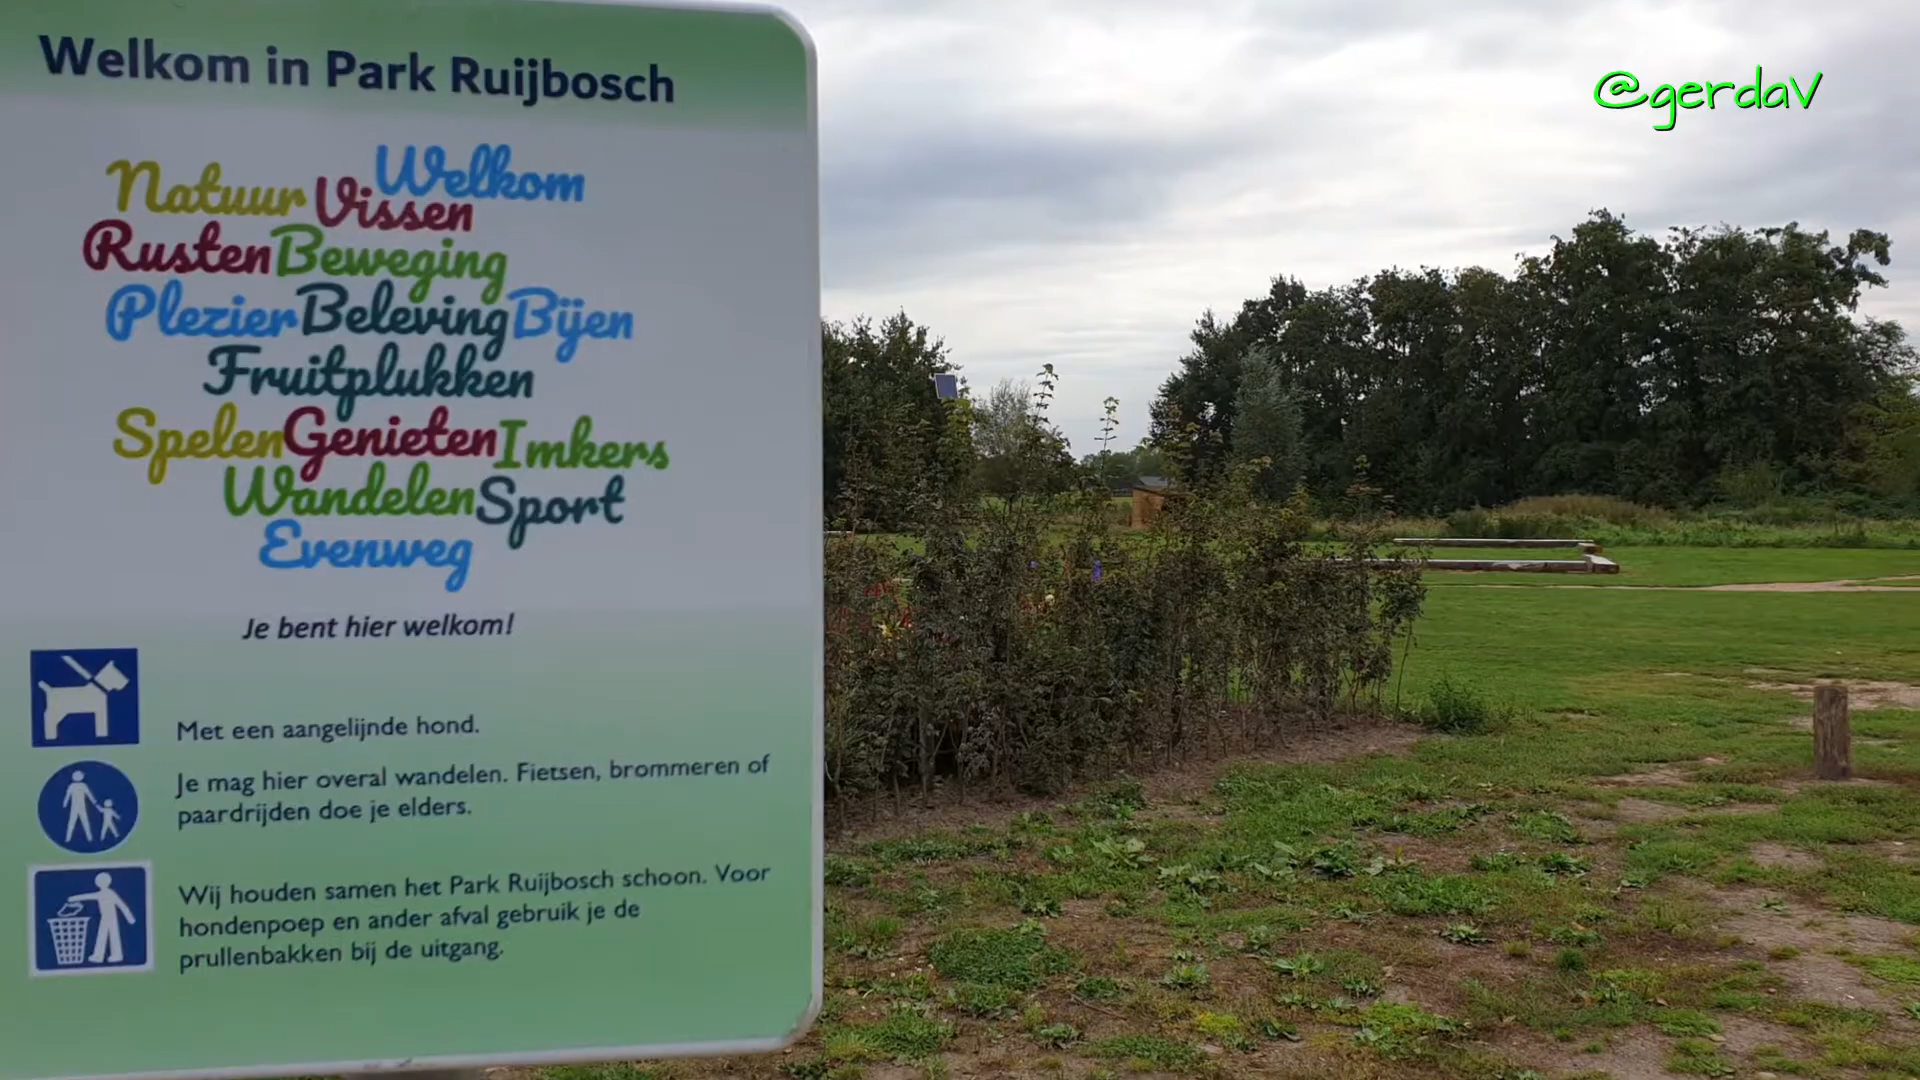 Welkom in Park Ruijbosch
@gerdaV
Welkom
Natuur Vissen
Rusten Beweging
Plezier Beleving Bijen
Fruitplukken
Spelen Genieten Imkers
Wandelen Sport
Evenweg
Je bent hier welkom!
Met een aangelijnde hond.
Je mag hier overal wandelen. Fietsen, brommeren of
paardrijden doe je elders.
Wij houden samen het Park Ruijbosch schoon. Voor
hondenpoep en ander afval gebruik je de
prullenbakken bij de uitgang.